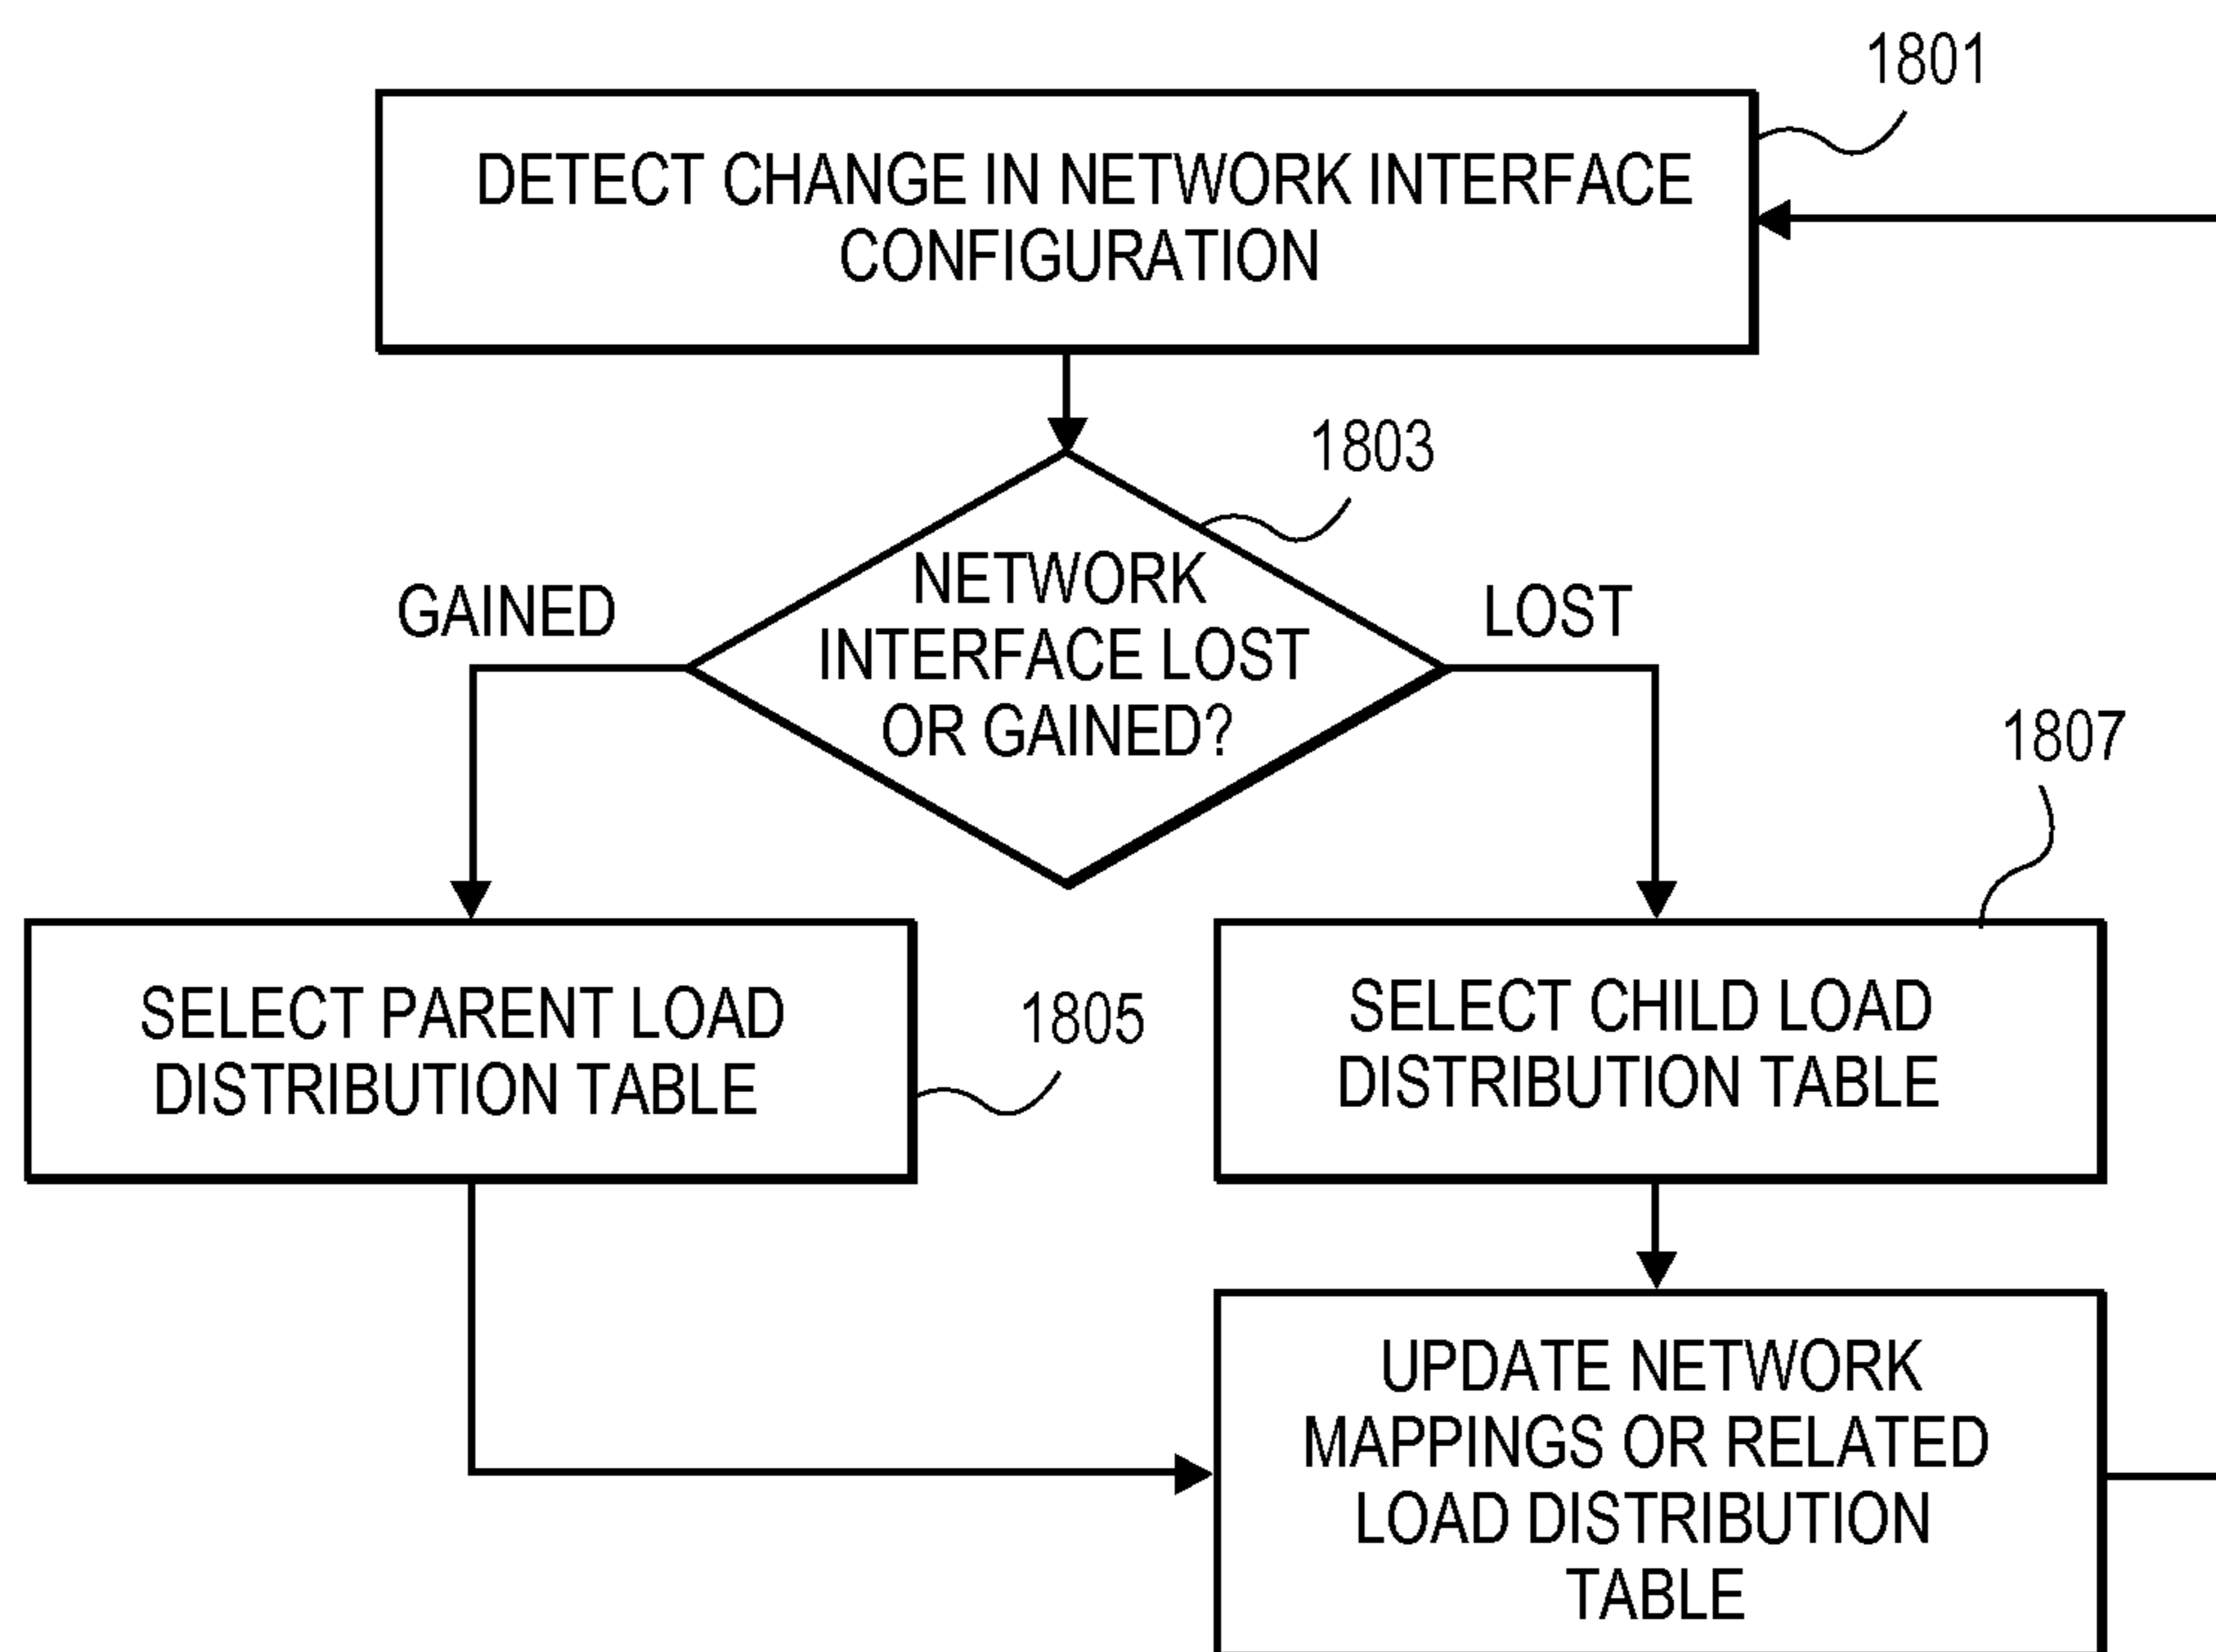 1801
DETECT CHANGE IN NETWORK INTERFACE
CONFIGURATION
1803
NETWORK
INTERFACE LOST
OR GAINED?
GAINED
LOST
1807
SELECT PARENT LOAD
DISTRIBUTION TABLE
1805
SELECT CHILD LOAD
DISTRIBUTION TABLE
UPDATE NETWORK
MAPPINGS OR RELATED
LOAD DISTRIBUTION
TABLE